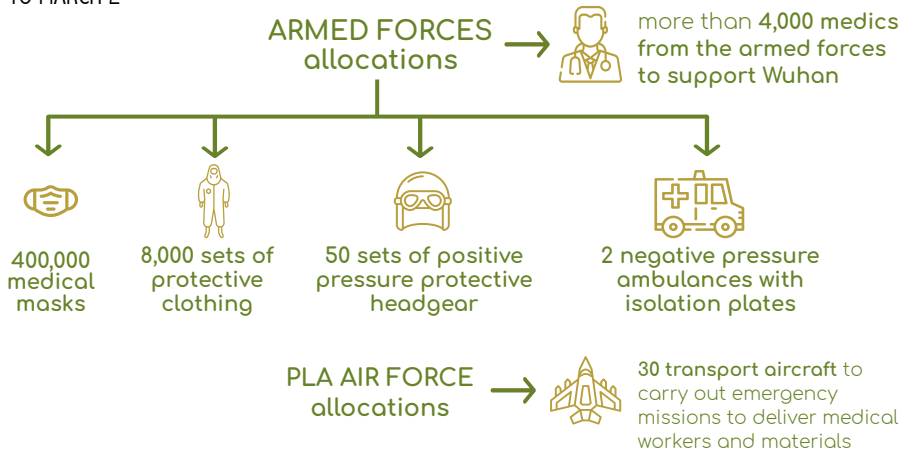 TO MARCH 2
ARMED FORCES
allocations
more than 4,000 medics
from the armed forces
to support Wuhan
400,000
medical
masks
8,000 sets of
protective
clothing
50 sets of positive
pressure protective
headgear
2 negative pressure
ambulances with
isolation plates
PLA AIR FORCE
allocations
30 transport aircraft to
carry out emergency
missions to deliver medical
workers and materials